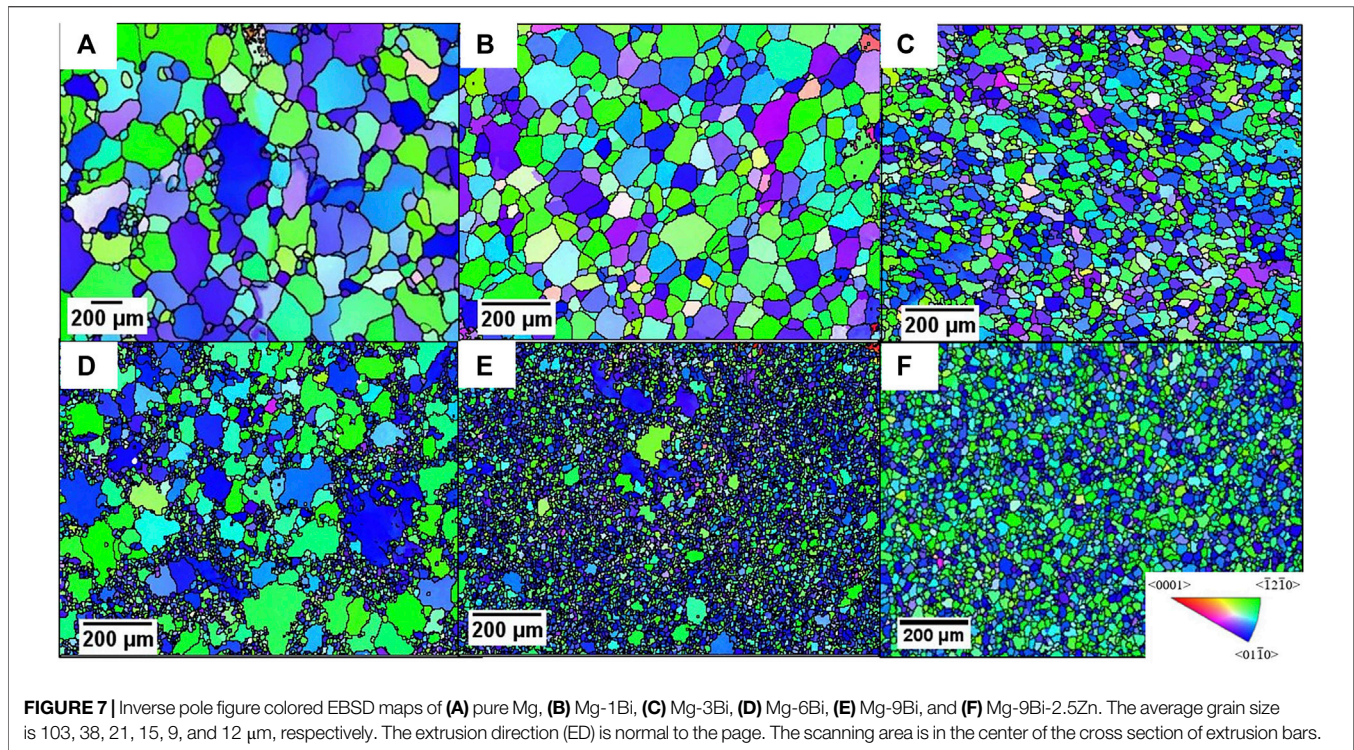 A
B
C
200 μm
200 μm
200 μm
D
E
F
200 μm
200 μm
200 μm
<0001>
<1̅21̅0>
<011̅0>
FIGURE 7 | Inverse pole figure colored EBSD maps of (A) pure Mg, (B) Mg-1Bi, (C) Mg-3Bi, (D) Mg-6Bi, (E) Mg-9Bi, and (F) Mg-9Bi-2.5Zn. The average grain size
is 103, 38, 21, 15, 9, and 12 μm, respectively. The extrusion direction (ED) is normal to the page. The scanning area is in the center of the cross section of extrusion bars.